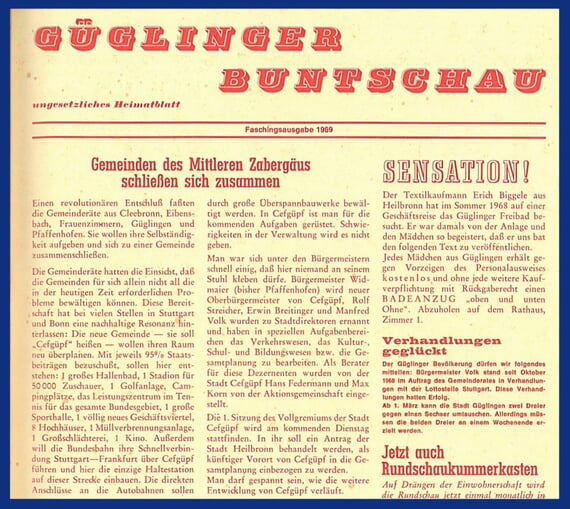 GÜGLINGER
BUNTSCHAU
ungesetzliches Heimatblatt
Faschingsausgabe 1969
Gemeinden des Mittleren Zabergäus
schließen sich zusammen
Einen revolutionären Entschluß faßten
die Gemeinderäte aus Cleebronn, Eibens-
bach, Frauenzimmern, Güglingen und
Pfaffenhofen. Sie wollen ihre Selbständig-
keit aufgeben und sich zu einer Gemeinde
zusammenschließen.
Die Gemeinderäte hatten die Einsicht, daß
die Gemeinden für sich allein nicht all die
in der heutigen Zeit erforderlichen Pro-
bleme bewältigen können. Diese Bereit-
schaft hat bei vielen Stellen in Stuttgart
und Bonn eine nachhaltige Resonanz hin-
terlassen: Die neue Gemeinde — sie soll
„Cefgüpf" heißen — wollen ihren Raum
neu überplanen. Mit jeweils 95% Staats-
beiträgen bezuschußt, sollen hier ent-
stehen: J großes Hallenbad, 1 Stadion für
50 000 Zuschauer, 1 Golfanlage, Cam-
pingplätze, das Leistungszentrum im Ten-
nis für das gesamte Bundesgebiet, 1 große
Sporthalle, 1 völlig neues Geschäftsviertel,
8 Hochhäuser, 1 Müllverbrennungsanlage,
1 Großschlächterei, 1 Kino. Außerdem
will die Bundesbahn ihre Schnellverbin-
dung Stuttgart—Frankfurt über Cefgüpf
führen und hier die einzige Haltestation
auf dieser Strecke einbauen. Die direkten
Anschlüsse an die Autobahnen sollen
durch große Überspannbauwerke bewäl-
tigt werden. In Cefgüpf ist man für die
kommenden Aufgaben gerüstet. Schwie-
rigkeiten in der Verwaltung wird es nicht
geben.
Man war sich unter den Bürgermeistern
schnell einig, daß hier niemand an seinem
Stuhl kleben dürfe. Bürgermeister Wid-
maier (bisher Pfaffenhofen) wird neuer
Oberbürgermeister von Cefgüpf, Rolf
Streicher, Erwin Breitinger und Manfred
Volk wurden zu Stadtdirektoren ernannt
und haben in speziellen Aufgabenberei-
chen das Verkehrswesen, das Kultur-,
Schul- und Bildungswesen bzw. die Ge-
samtplanung zu bearbeiten. Als Berater
für diese Dezernenten wurden von der
Stadt Cefgüpf Hans Federmann und Max
Korn von der Aktionsgemeinschaft einge-
stellt.
Die 1. Sitzung des Vollgremiums der Stadt
Cefgüpf wird am kommenden Dienstag
stattfinden. In ihr soll ein Antrag der
Stadt Heilbronn behandelt werden, als
künftiger Vorort von Cefgüpf in die Ge-
samtplanung einbezogen zu werden.
Man darf gespannt sein, wie die weitere
Entwicklung von Cefgüpf verläuft.
SENSATION!
Der Textilkaufmann Erich Biggele aus
Heilbronn hat im Sommer 1968 auf einer
Geschäftsreise das Güglinger Freibad be-
sucht. Er war damals von der Anlage und
den Mädchen so begeistert, daß er uns bat
den folgenden Text zu veröffentlichen.
Jedes Mädchen aus Güglingen erhält ge-
gen Vorzeigen des Personalausweises
kostenlos und ohne jede weitere Kauf-
verpflichtung mit Rückgaberecht einen
BADEANZUG „oben und unten
Ohne". Abzuholen auf dem Rathaus,
Zimmer 1.
Verhandlungen
geglückt
Der Güglinger Bevölkerung dürfen wir folgendes
mitteilen: Bürgermeister Volk stand seit Oktober
1968 im Auftrag des Gemeinderates in Verhandlun-
gen mit der Lottostelle Stuttgart. Diese Verhand-
lungen hatten Erfolg.
Ab 1. März kann die Stadt Güglingen zwei Dreier
gegen einen Sechser umtauschen. Allerdings müs-
sen die beiden Dreier an einem Wochenende er-
zielt werden.
Jetzt auch
Rundschaukummerkasten
Auf Drängen der Einwohnerschaft wird
die Rundschau jetzt einmal monatlich in